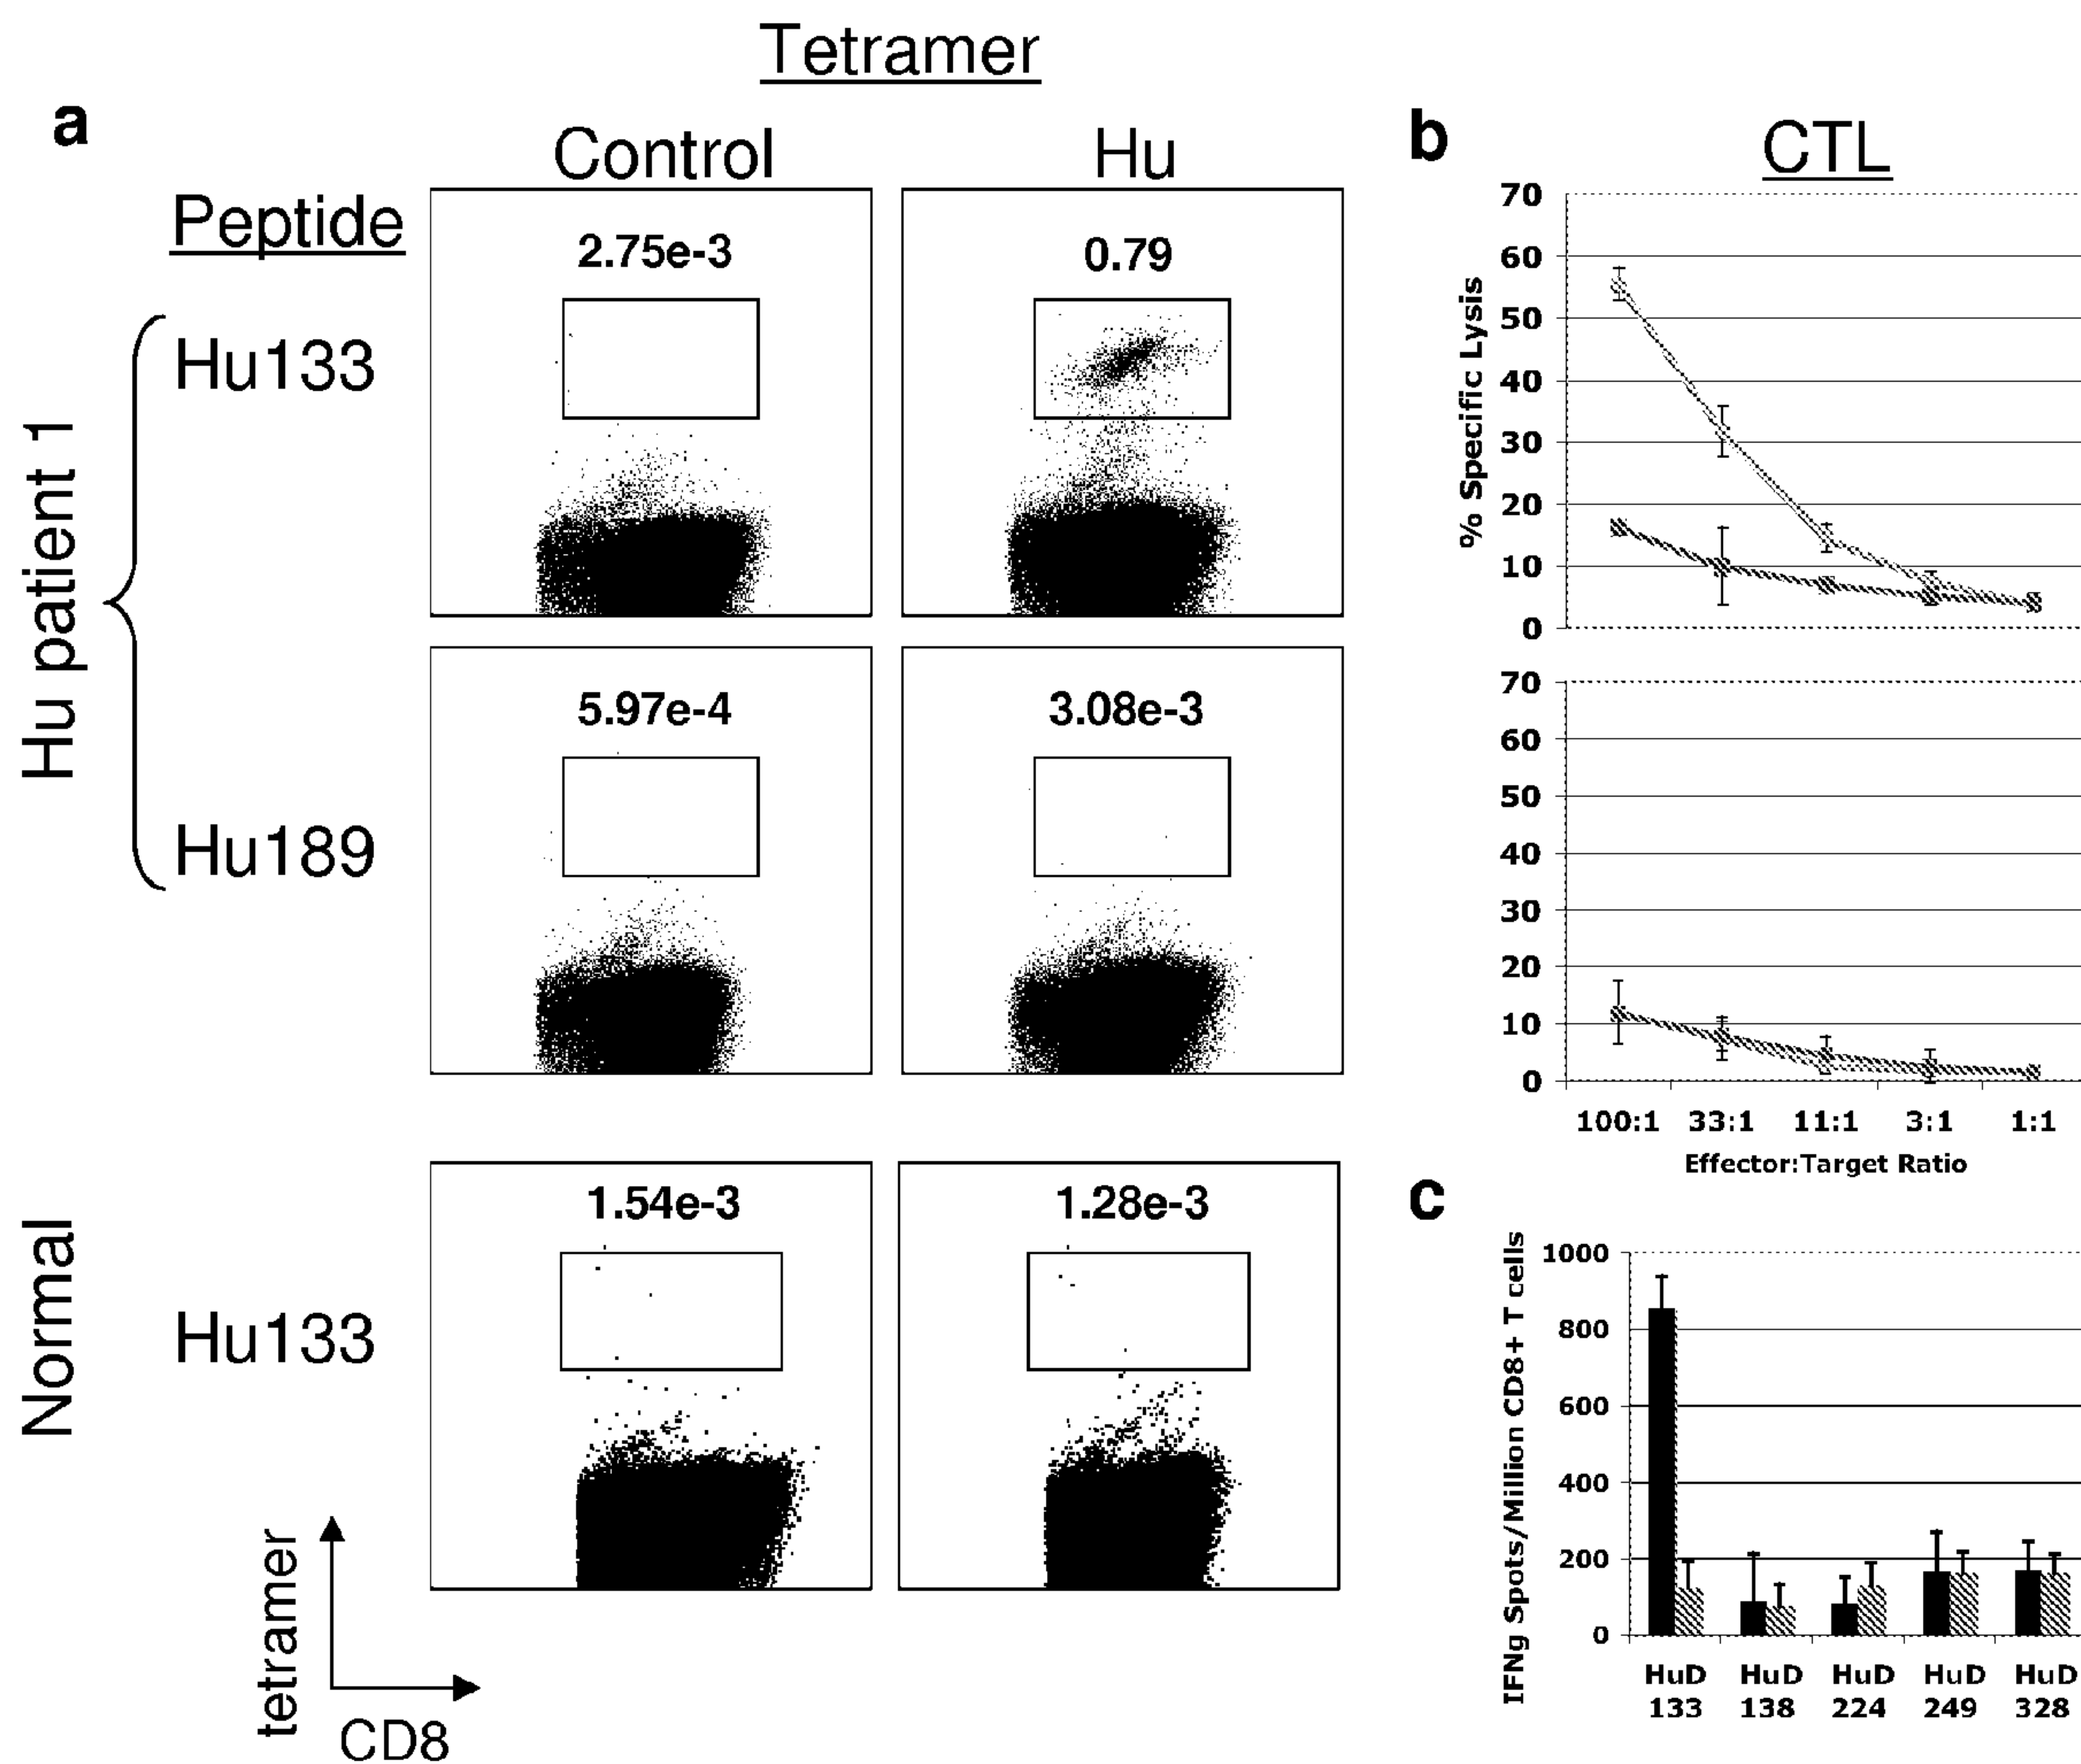 Tetramer
a
Control
Hu
Peptide
Hu patient 1
Hu133
2.75e-3
0.79
Hu189
5.97e-4
3.08e-3
Normal
Hu133
1.54e-3
1.28e-3
tetramer
CD8
b
CTL
% Specific Lysis
70
60
50
40
30
20
10
0
70
60
50
40
30
20
10
0
100:1 33:1 11:1 3:1 1:1
Effector:Target Ratio
c
IFNg Spots/Million CD8+ T cells
1000
800
600
400
200
0
HuD HuD HuD HuD HuD
133 138 224 249 328